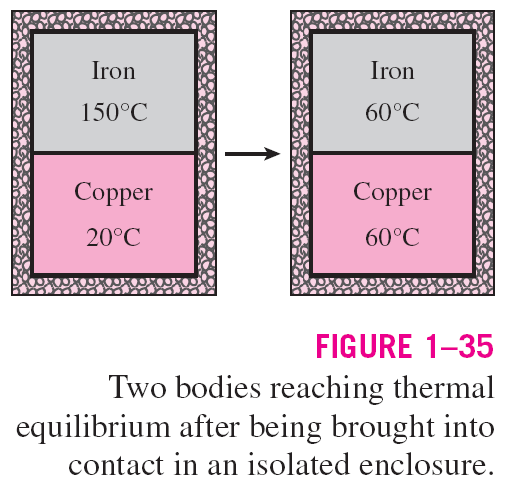 Iron
150°C
Copper
20°C
Iron
60°C
Copper
60°C
FIGURE 1–35
Two bodies reaching thermal
equilibrium after being brought into
contact in an isolated enclosure.